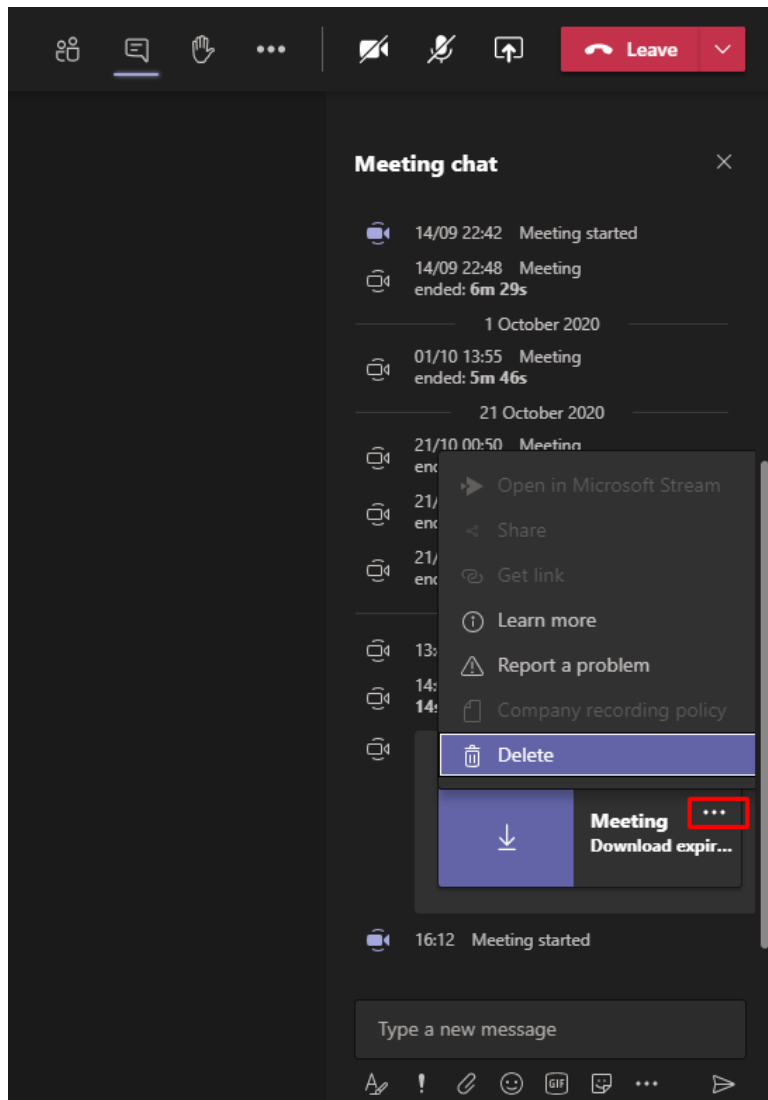 Leave
Meeting chat
14/09 22:42 Meeting started
14/09 22:48 Meeting
ended: 6m 29s
1 October 2020
01/10 13:55 Meeting
ended: 5m 46s
21 October 2020
21/10 00:50 Meeting
Open in Microsoft Stream
Share
Get link
Learn more
Report a problem
Company recording policy
Delete
Meeting
Download expir...
16:12 Meeting started
Type a new message
GIF